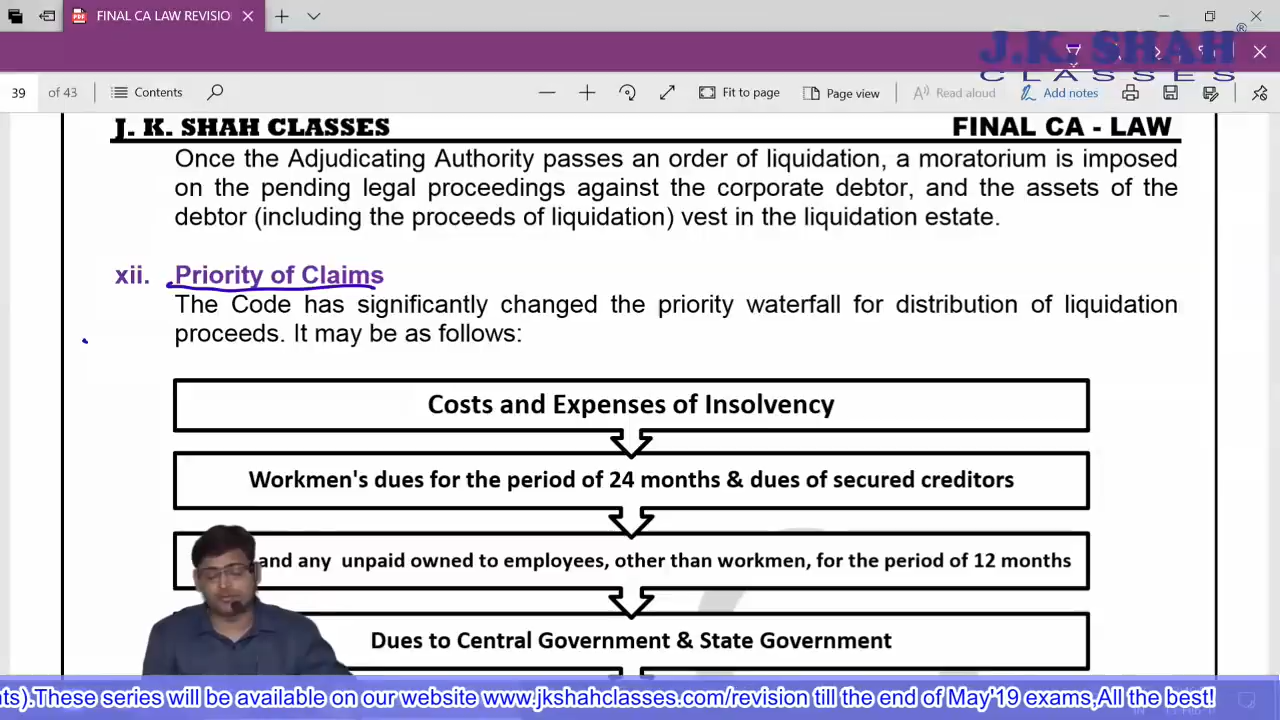 FINAL CA LAW REVISIO
J.K. SHAH®
CLASSES
39 of 43 Contents Fit to page Page view Read aloud Add notes
J. K. SHAH CLASSES FINAL CA - LAW
Once the Adjudicating Authority passes an order of liquidation, a moratorium is imposed
on the pending legal proceedings against the corporate debtor, and the assets of the
debtor (including the proceeds of liquidation) vest in the liquidation estate.
xii. Priority of Claims
The Code has significantly changed the priority waterfall for distribution of liquidation
proceeds. It may be as follows:
Costs and Expenses of Insolvency
Workmen's dues for the period of 24 months & dues of secured creditors
and any unpaid owned to employees, other than workmen, for the period of 12 months
Dues to Central Government & State Government
nts).These series will be available on our website www.jkshahclasses.com/revision till the end of May'19 exams,All the best!